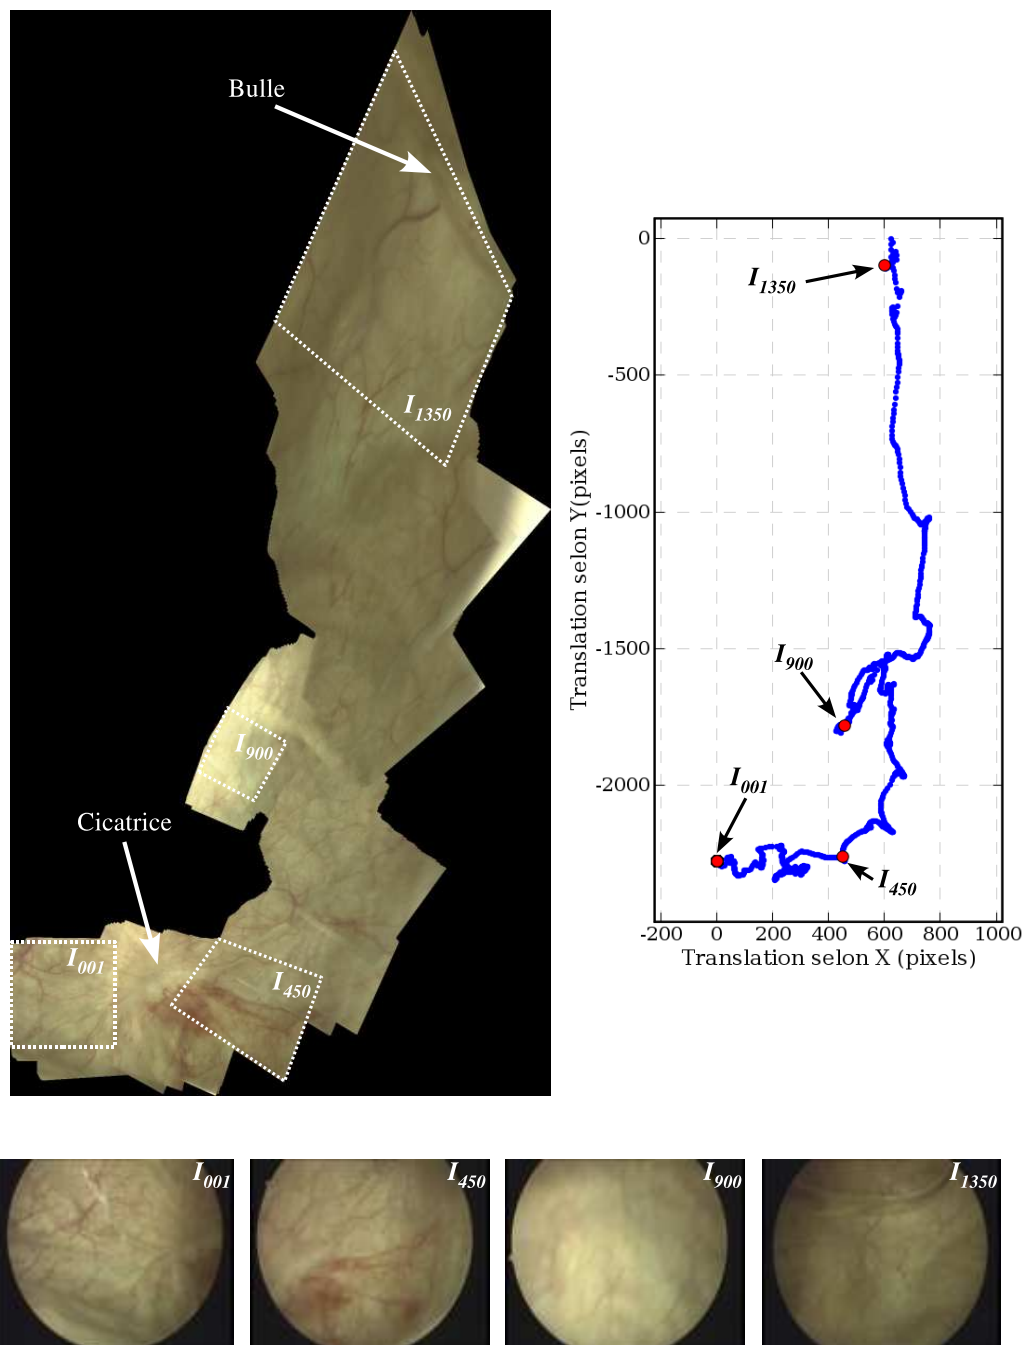 Bulle
I1350
I900
Cicatrice
I001
I450
0
-500
-1000
-1500
-2000
Translation selon Y(pixels)
I1350
I900
I001
I450
-200 0 200 400 600 800 1000
Translation selon X (pixels)
I001 I450 I900 I1350